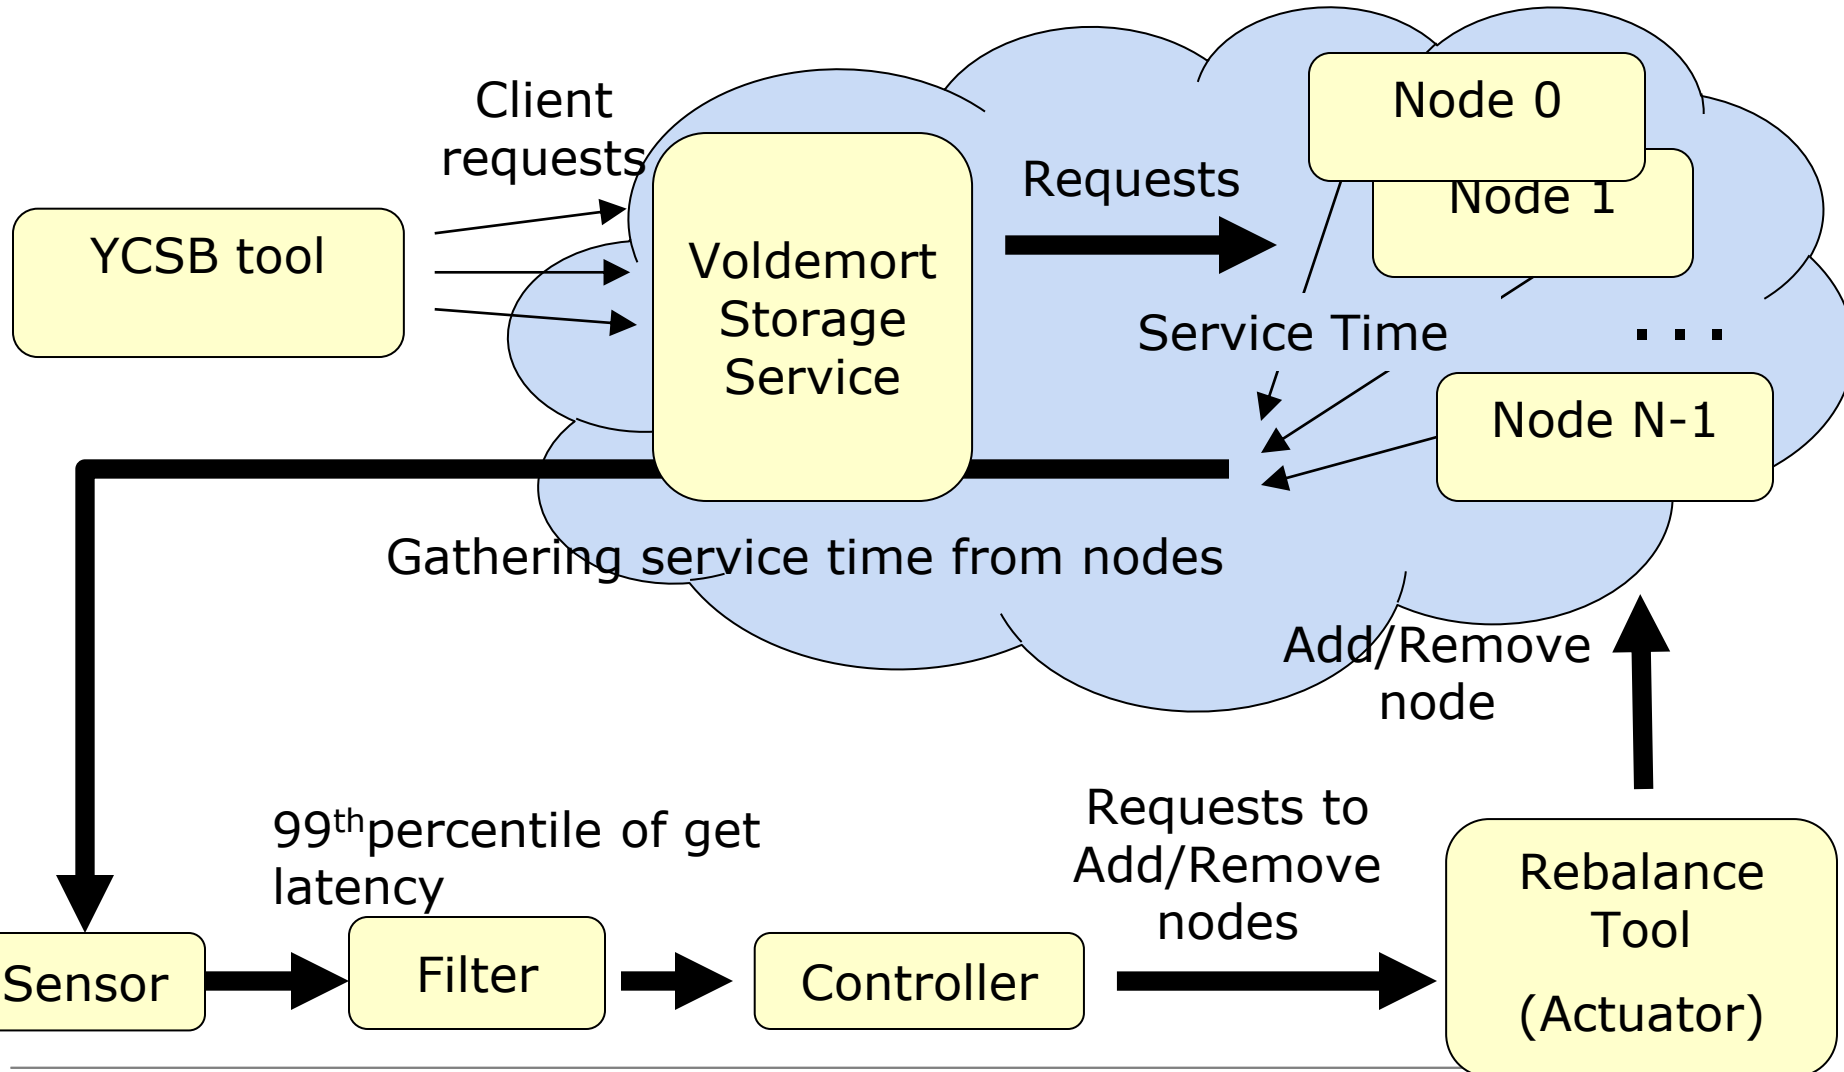 Client
requests
Node 0
Requests
Node 1
YCSB tool
Voldemort
Storage
Service
Service Time
. . .
Node N-1
Gathering service time from nodes
Add/Remove
node
99thpercentile of get
latency
Requests to
Add/Remove
nodes
Rebalance
Tool
(Actuator)
Sensor
Filter
Controller